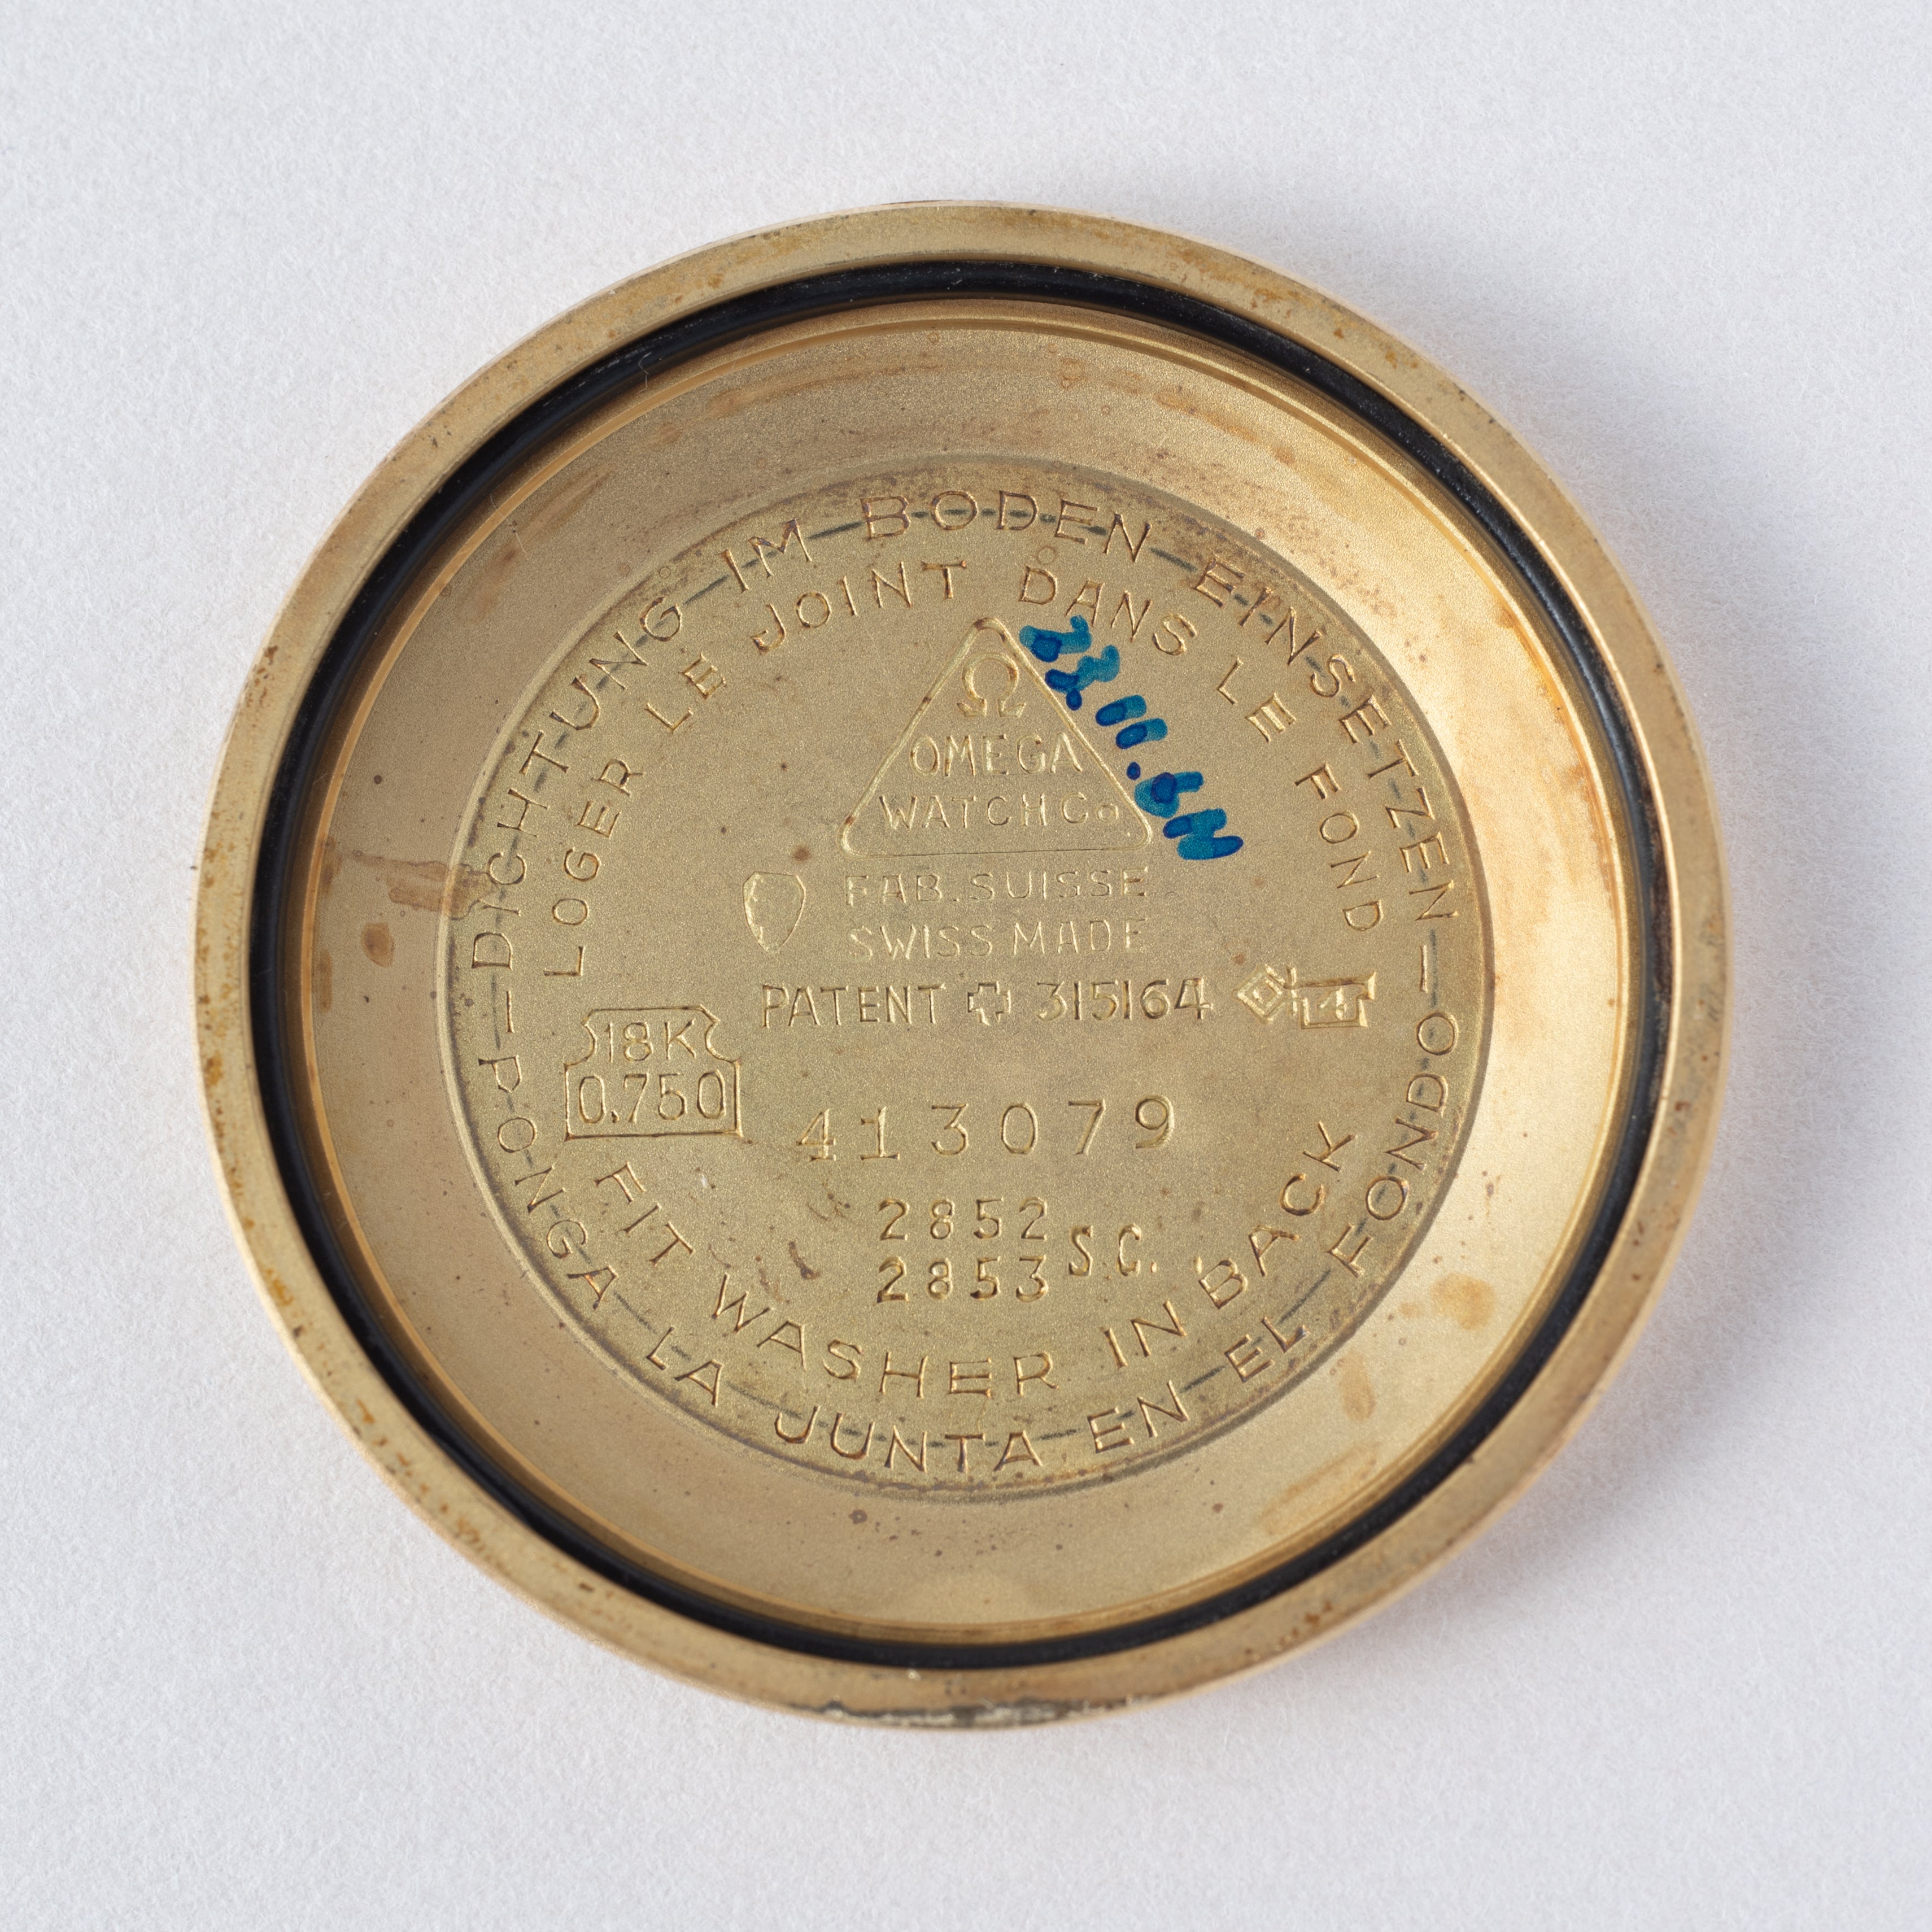 — DICHTUNG IM BODEN EINSETZEN —
LOGER LE JOINT DANS LE FOND
Ω
OMEGA
WATCH Co
FAB. SUISSE
SWISS MADE
PATENT ✚ 315164
18K
0.750
413079
2852
2853 S.C.
FIT WASHER IN BACK
PONGA LA JUNTA EN EL FONDO